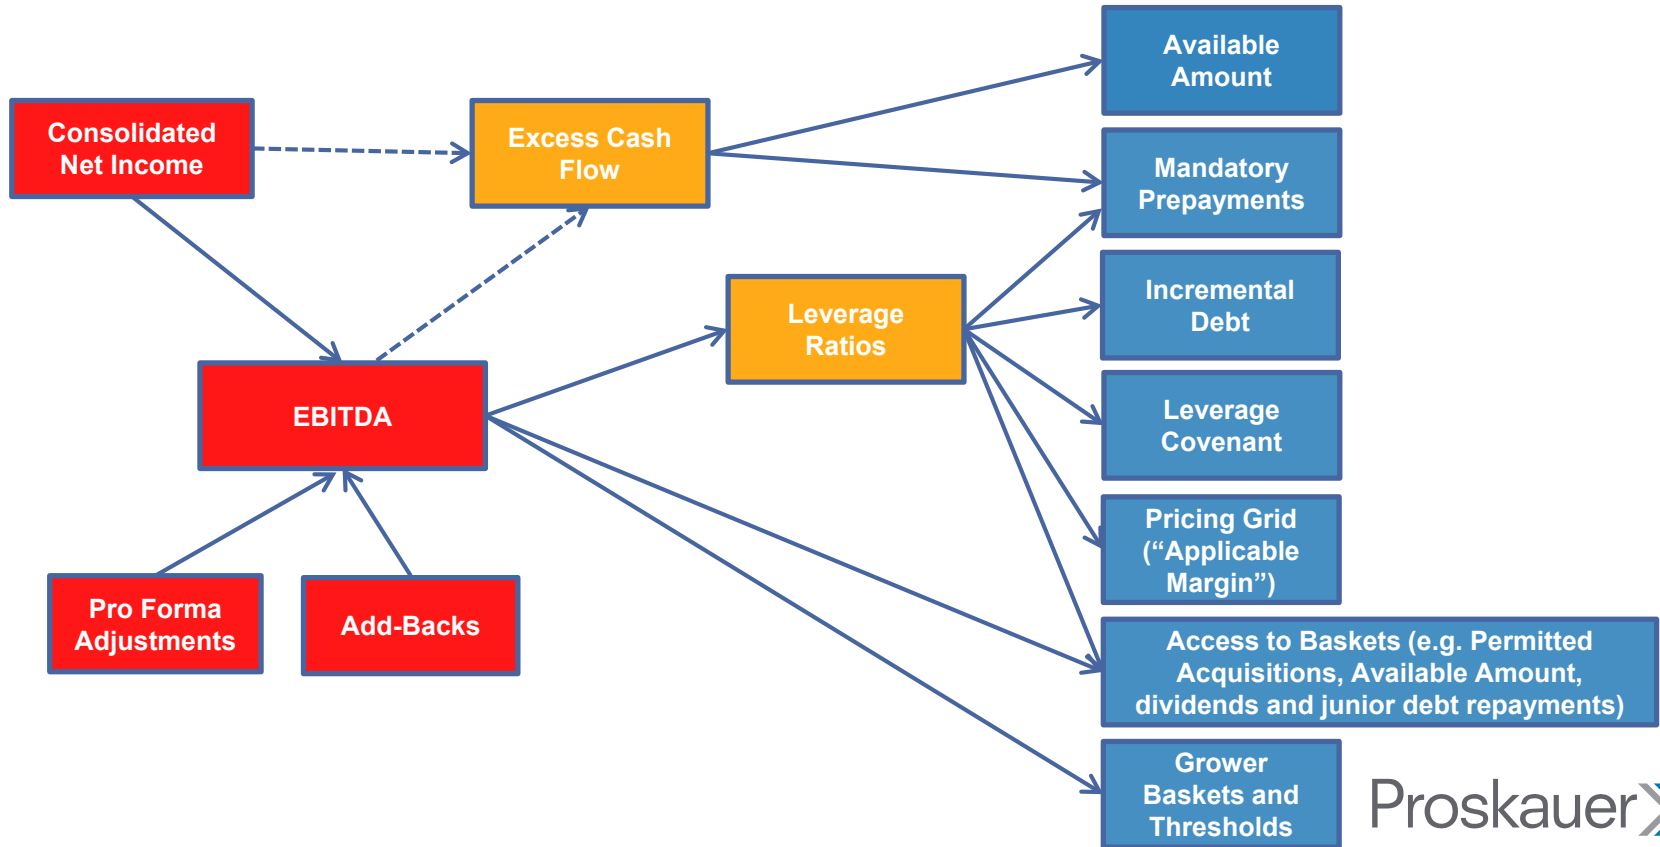 Available
Amount
Consolidated
Net Income
Excess Cash
Flow
Mandatory
Prepayments
Incremental
Debt
Leverage
Ratios
EBITDA
Leverage
Covenant
Pricing Grid
(“Applicable
Margin”)
Pro Forma
Adjustments
Add-Backs
Access to Baskets (e.g. Permitted
Acquisitions, Available Amount,
dividends and junior debt repayments)
Grower
Baskets and
Thresholds
Proskauer